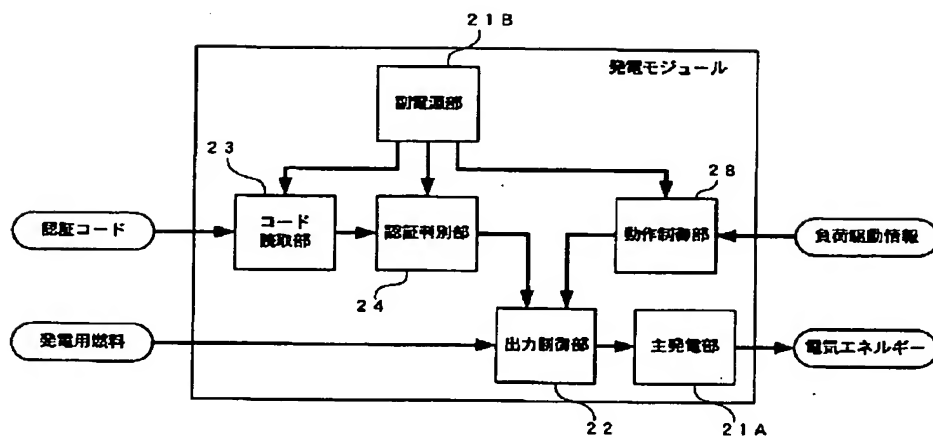 21B
発電モジュール
副電源部
23
28
コード
読取部
認証判別部
動作制御部
認証コード
負荷駆動情報
24
発電用燃料
出力制御部
主発電部
電気エネルギー
22
21A